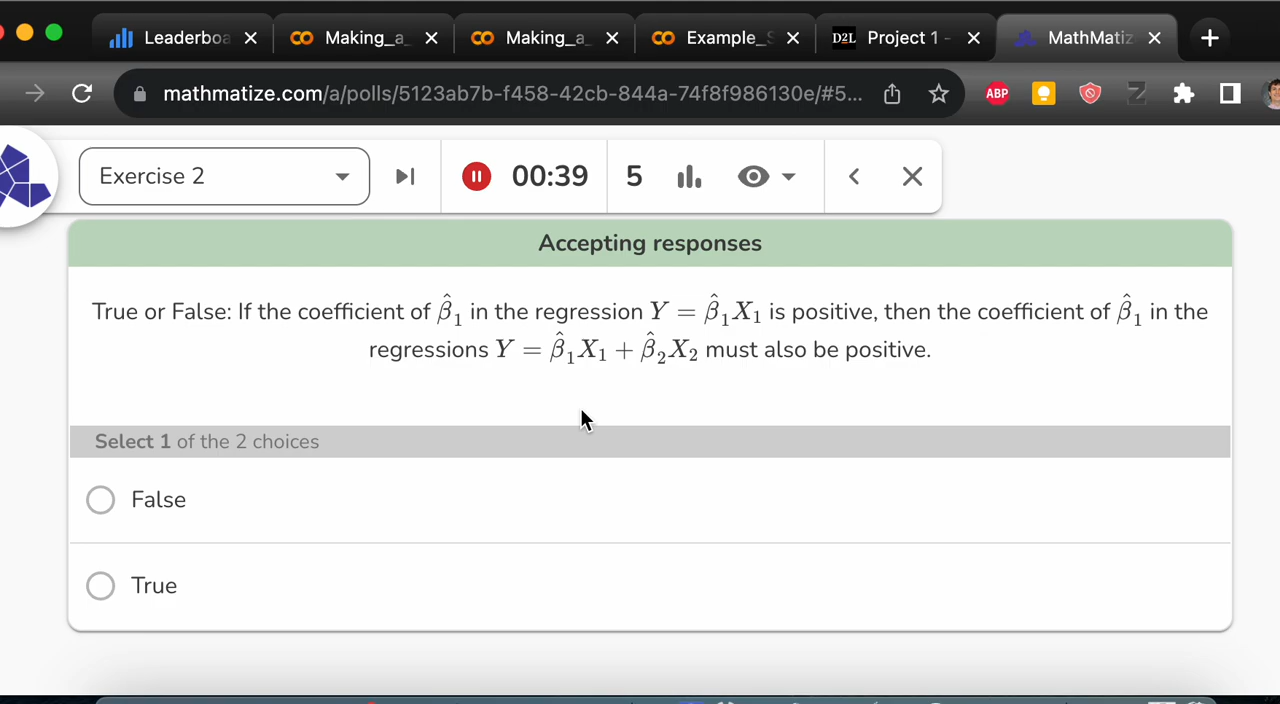 Leaderboa
Making_a_
Making_a_
Example_S
D2L Project 1 -
MathMatiz
mathmatize.com/a/polls/5123ab7b-f458-42cb-844a-74f8f986130e/#5...
ABP
Exercise 2
00:39
5
Accepting responses
True or False: If the coefficient of β̂₁ in the regression Y = β̂₁X₁ is positive, then the coefficient of β̂₁ in the
regressions Y = β̂₁X₁ + β̂₂X₂ must also be positive.
Select 1 of the 2 choices
False
True